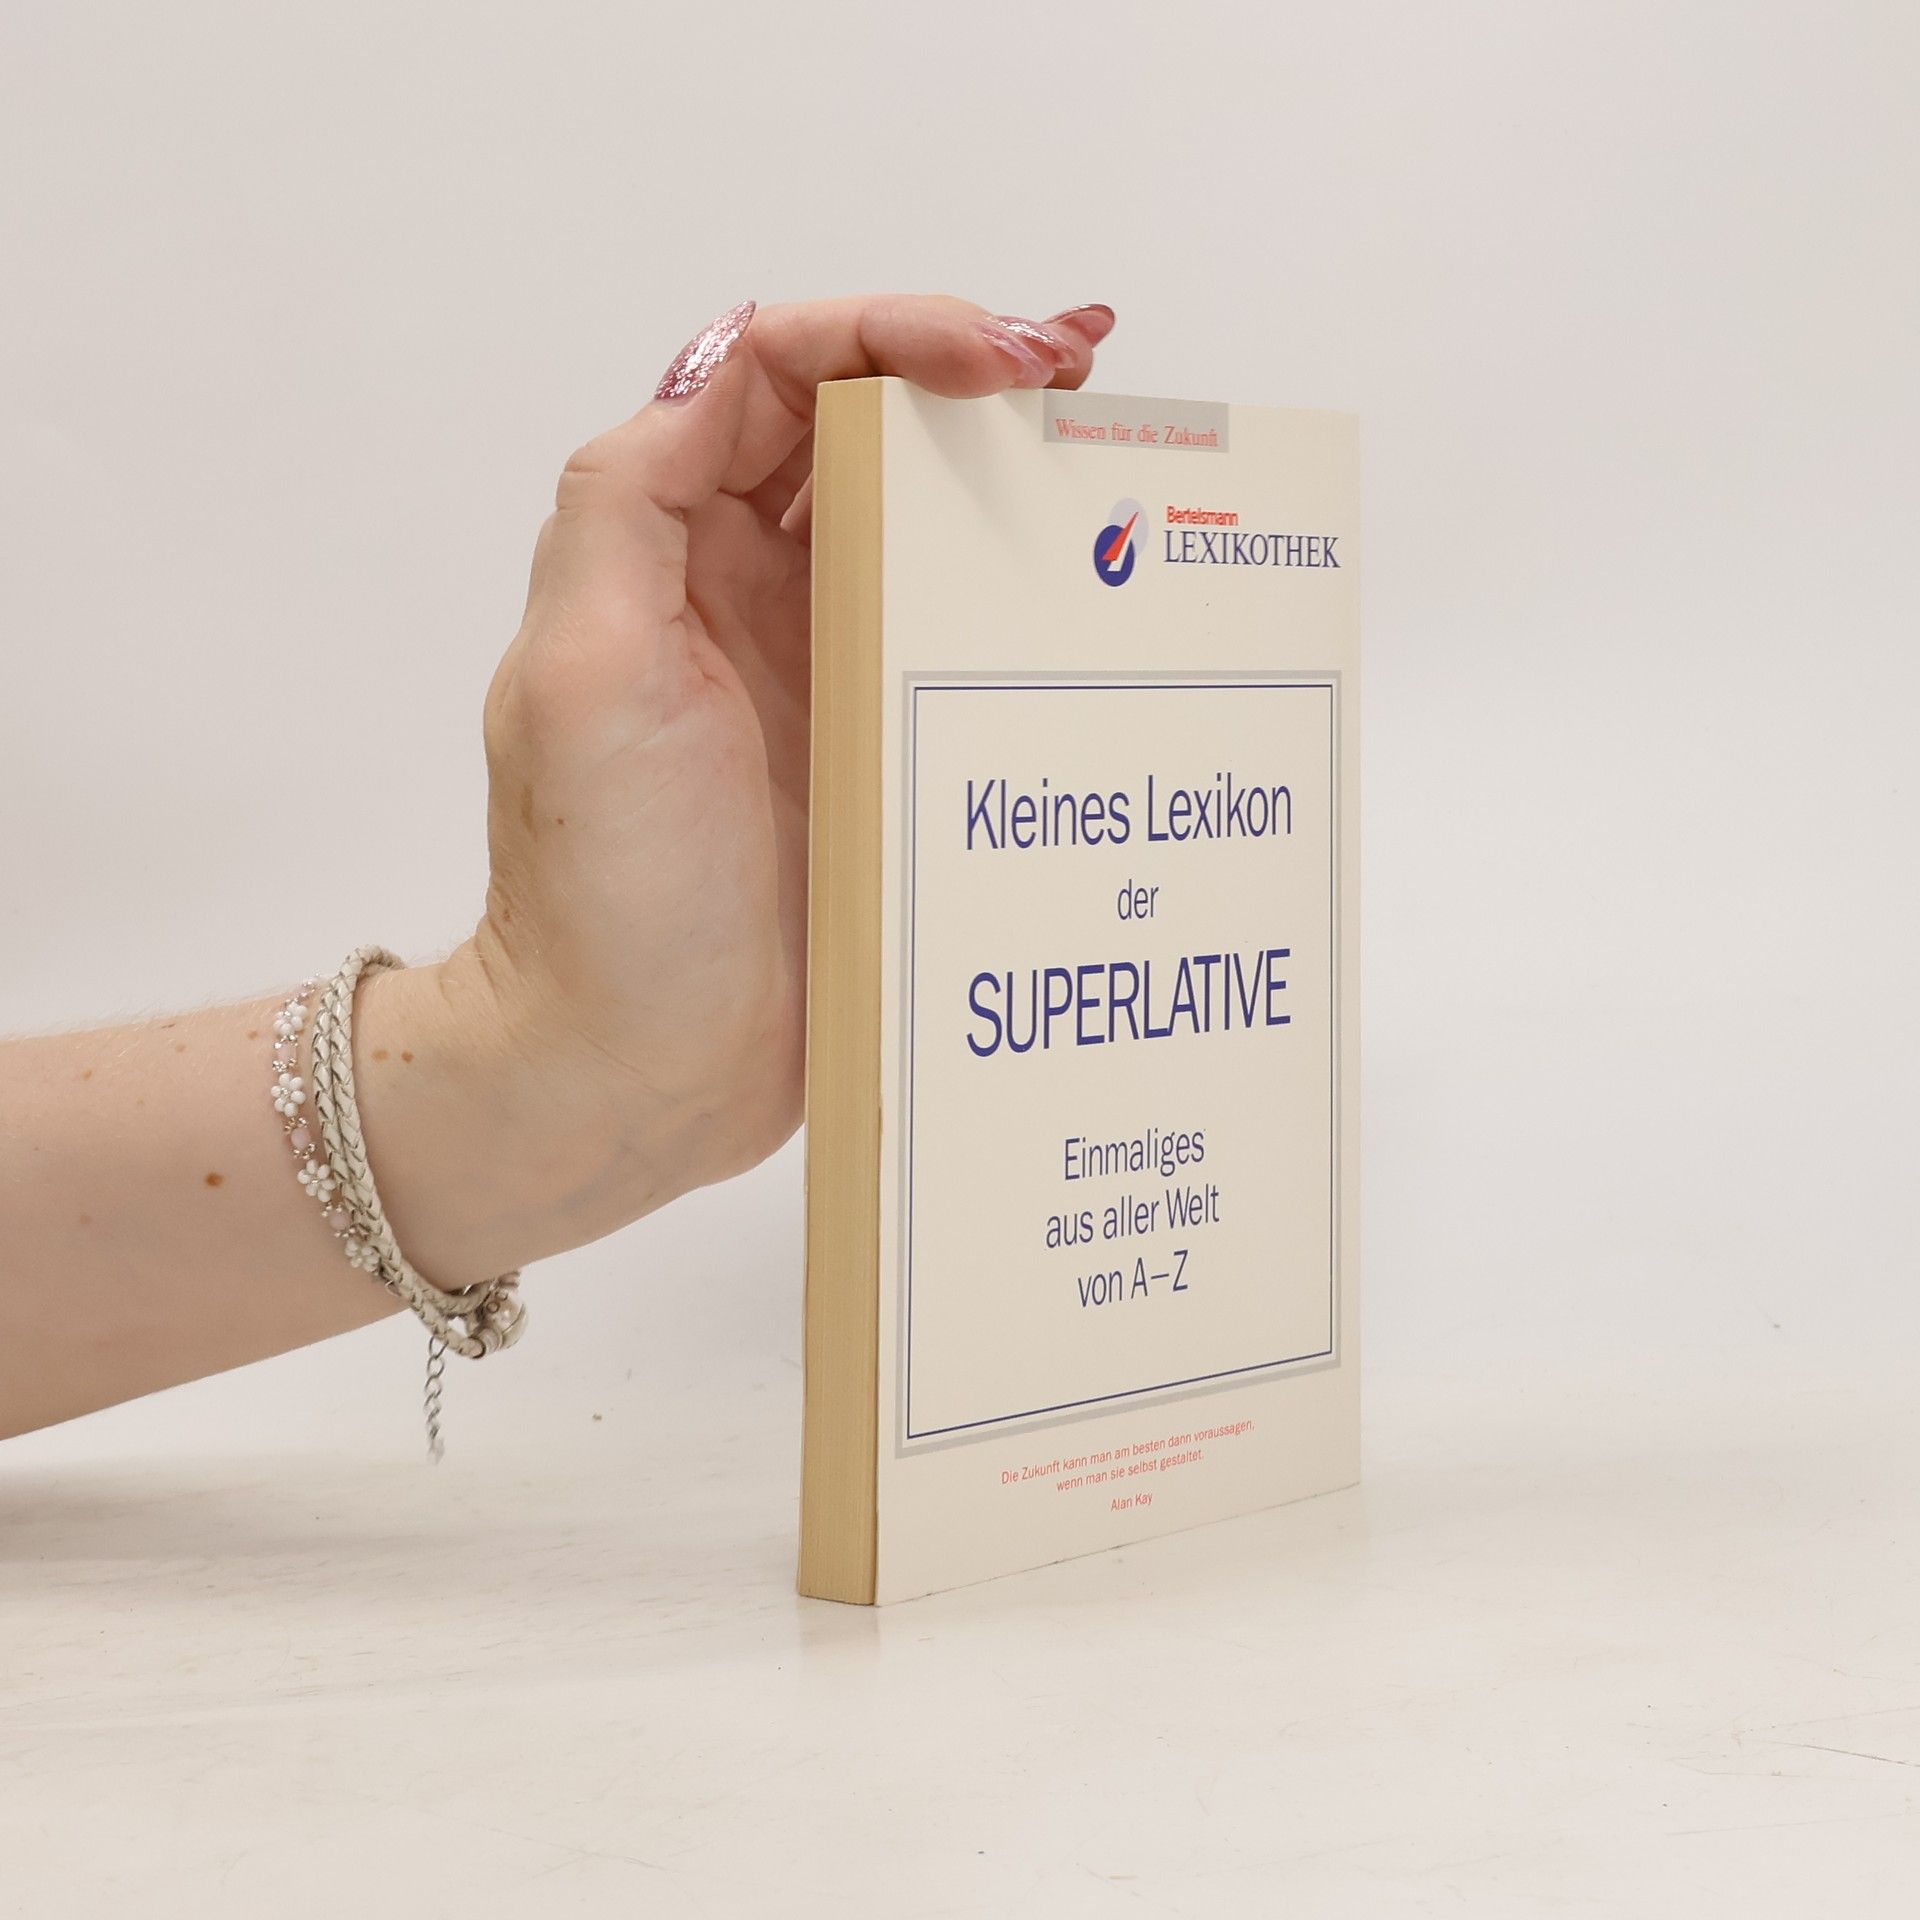 Wissen für die Zukunft
Bertelsmann
LEXIKOTHEK
Kleines Lexikon
der
SUPERLATIVE
Einmaliges
aus aller Welt
von A–Z
Die Zukunft kann man am besten dann voraussagen,
wenn man sie selbst gestaltet.
Alan Kay